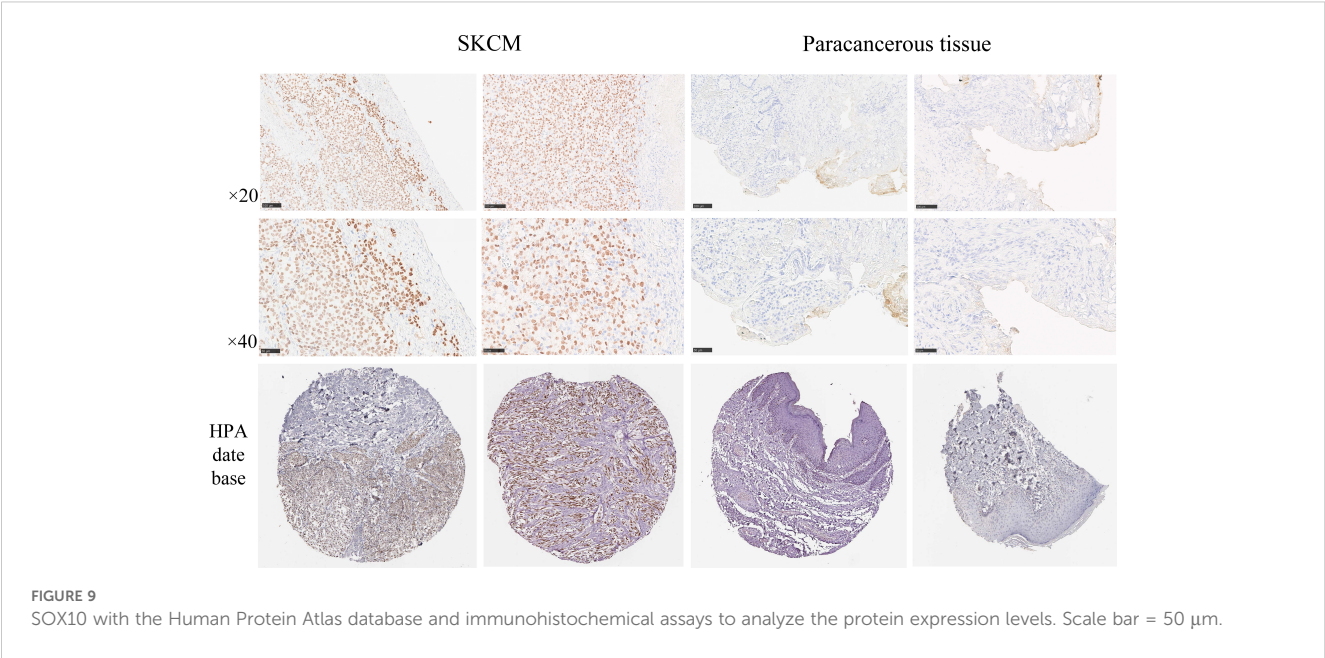 SKCM
Paracancerous tissue
×20
×40
HPA
date
base
FIGURE 9
SOX10 with the Human Protein Atlas database and immunohistochemical assays to analyze the protein expression levels. Scale bar = 50 μm.